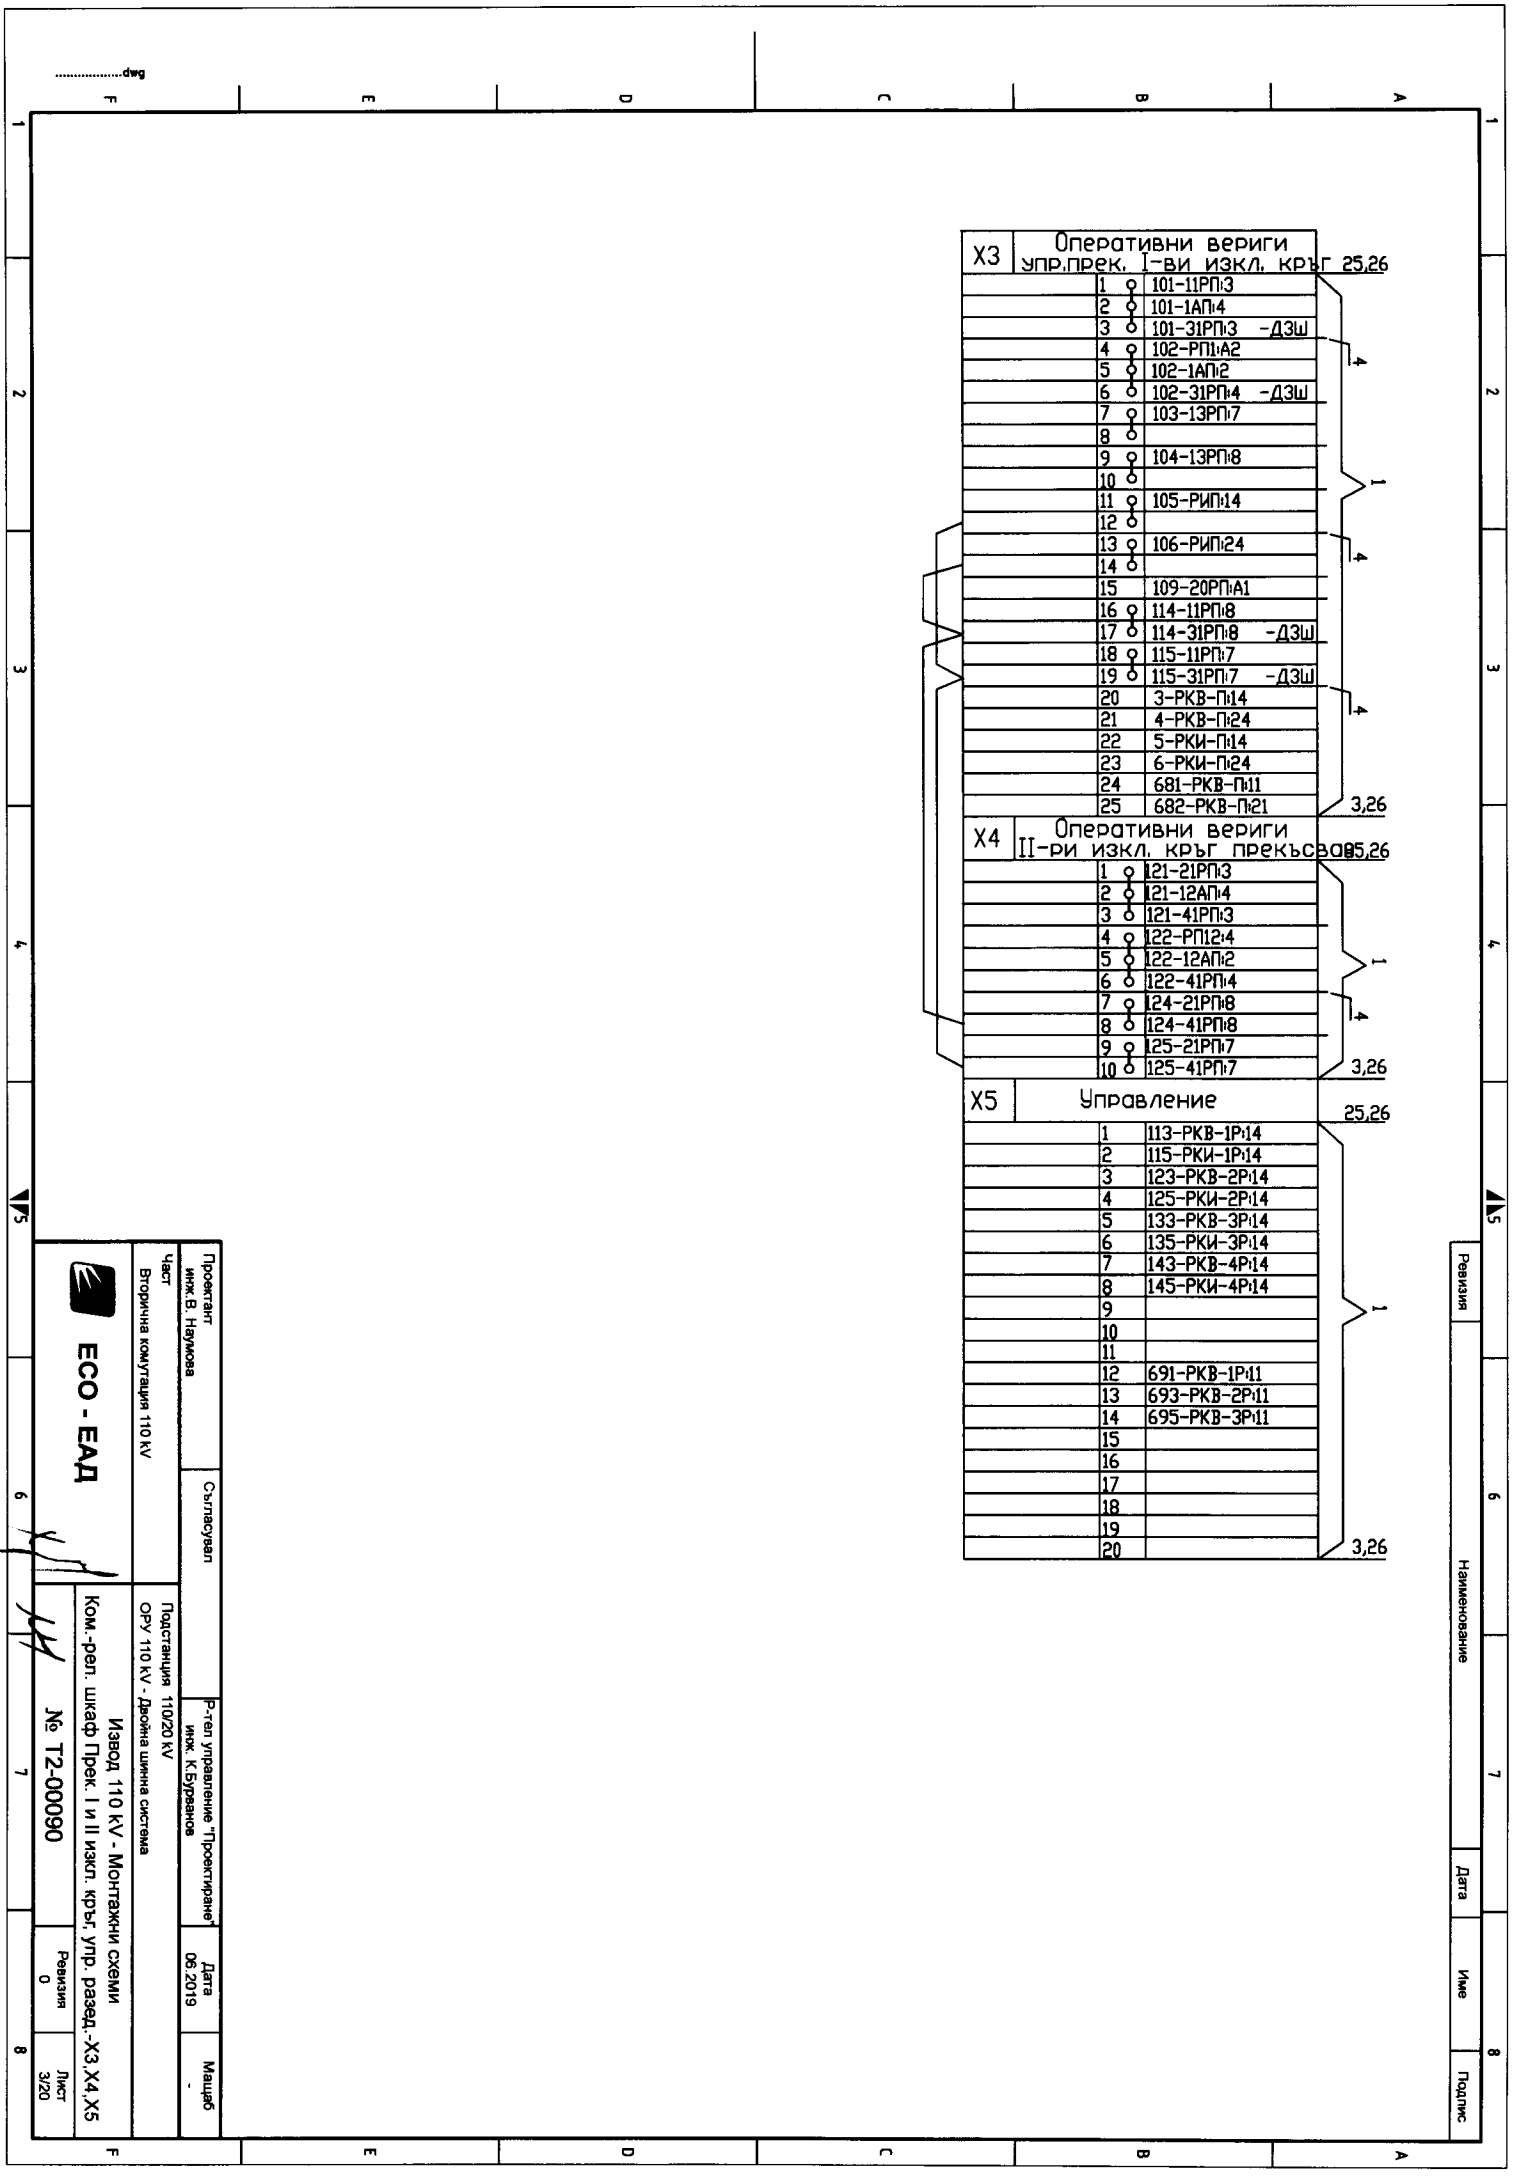 ..................dwg
F E D C B A
1 2 3 4 5 6 7 8
X3 Оперативни вериги
упр.прек. I-ви изкл. кръг 25,26
1 101-11РП:3
2 101-1АП:4
3 101-31РП:3 -ДЗШ
4 102-РП1:А2
5 102-1АП:2
6 102-31РП:4 -ДЗШ
7 103-13РП:7
8
9 104-13РП:8
10
11 105-РИП:14
12
13 106-РИП:24
14
15 109-20РП:А1
16 114-11РП:8
17 114-31РП:8 -ДЗШ
18 115-11РП:7
19 115-31РП:7 -ДЗШ
20 3-РКВ-П:14
21 4-РКВ-П:24
22 5-РКИ-П:14
23 6-РКИ-П:24
24 681-РКВ-П:11
25 682-РКВ-П:21 3,26
4
1
4
4
X4 Оперативни вериги
II-ри изкл. кръг
1 121-21РП:3
2 121-12АП:4
3 121-41РП:3
4 122-РП12:4
5 122-12АП:2
6 122-41РП:4
7 124-21РП:8
8 124-41РП:8
9 125-21РП:7
10 125-41РП:7 3,26
1
4
X5 Управление 25,26
1 113-РКВ-1Р:14
2 115-РКИ-1Р:14
3 123-РКВ-2Р:14
4 125-РКИ-2Р:14
5 133-РКВ-3Р:14
6 135-РКИ-3Р:14
7 143-РКВ-4Р:14
8 145-РКИ-4Р:14
9
10
11
12 691-РКВ-1Р:11
13 693-РКВ-2Р:11
14 695-РКВ-3Р:11
15
16
17
18
19
20 3,26
1
Ревизия Наименование Дата Име Подпис
Проектант
инж.В. Наумова
Съгласувал
Р-тел управление "Проектиране"
инж. К.Бурванов
Дата
06.2019
Мащаб
-
Част
Вторична комутация 110 kV
Подстанция 110/20 kV
ОРУ 110 kV - Двойна шинна система
ЕСО - ЕАД
Извод 110 kV - Монтажни схеми
Ком.-рел. шкаф Прек. I и II изкл. кръг, упр. разед.-X3,X4,X5
№ Т2-00090
Ревизия
0
Лист
3/20
1 2 3 4 5 6 7 8
F E D C B A